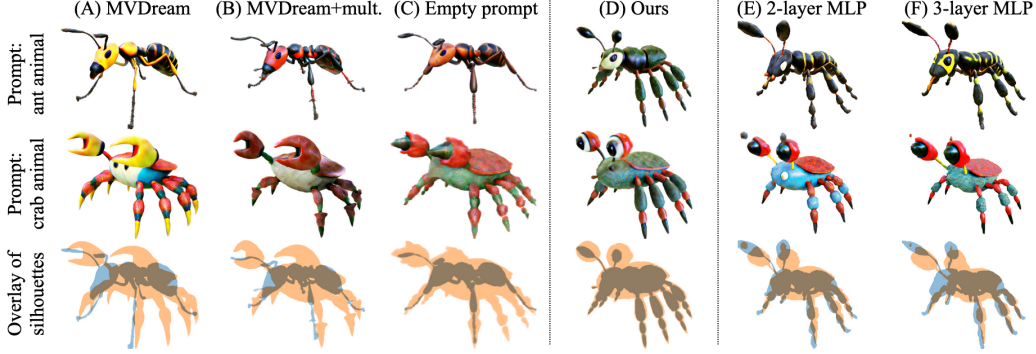 (A) MVDream (B) MVDream+mult. (C) Empty prompt (D) Ours (E) 2-layer MLP (F) 3-layer MLP
Prompt:
ant animal
Prompt:
crab animal
Overlay of
silhouettes